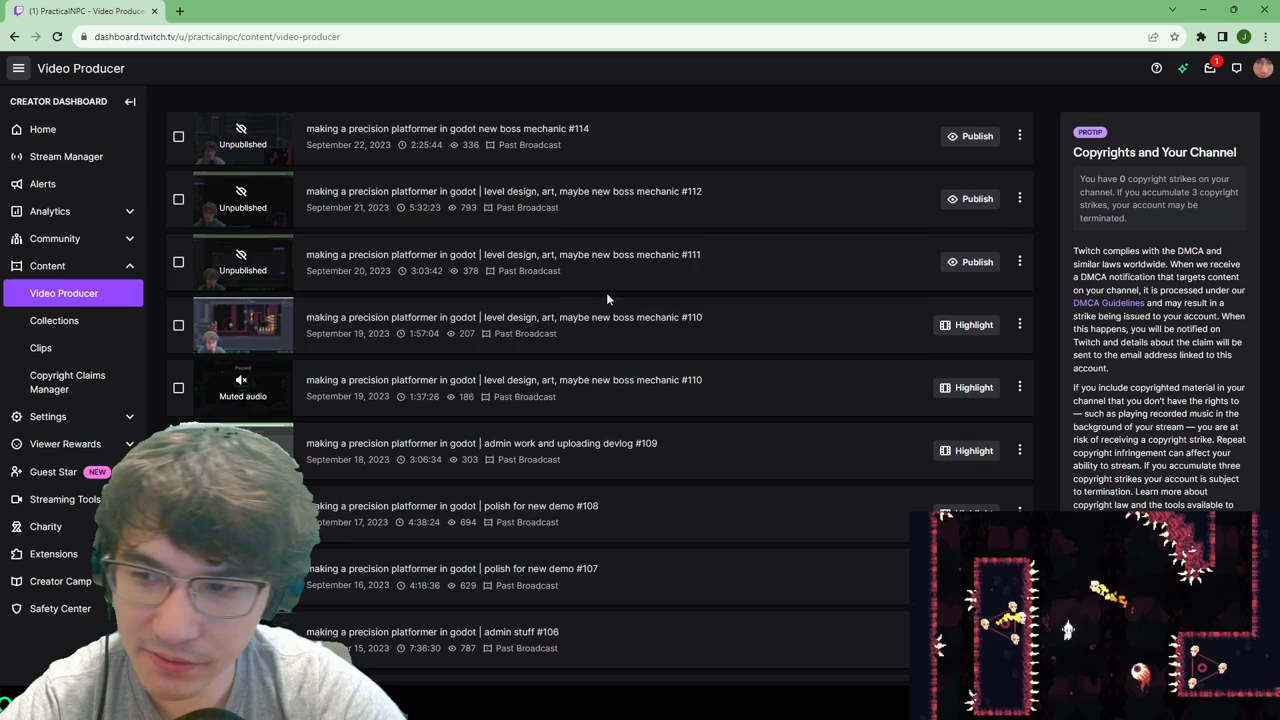 (1) PracticalNPC - Video Produce
dashboard.twitch.tv/u/practicalnpc/content/video-producer
J
Video Producer
1
CREATOR DASHBOARD
Home
Stream Manager
Alerts
Analytics
Community
Content
Video Producer
Collections
Clips
Copyright Claims
Manager
Settings
Viewer Rewards
Guest Star NEW
Streaming Tools
Charity
Extensions
Creator Camp
Safety Center
Unpublished
making a precision platformer in godot new boss mechanic #114
September 22, 2023 2:25:44 336 Past Broadcast
Publish
Unpublished
making a precision platformer in godot | level design, art, maybe new boss mechanic #112
September 21, 2023 5:32:23 793 Past Broadcast
Publish
Unpublished
making a precision platformer in godot | level design, art, maybe new boss mechanic #111
September 20, 2023 3:03:42 378 Past Broadcast
Publish
making a precision platformer in godot | level design, art, maybe new boss mechanic #110
September 19, 2023 1:57:04 207 Past Broadcast
Highlight
Paused
Muted audio
making a precision platformer in godot | level design, art, maybe new boss mechanic #110
September 19, 2023 1:37:26 186 Past Broadcast
Highlight
making a precision platformer in godot | admin work and uploading devlog #109
September 18, 2023 3:06:34 303 Past Broadcast
Highlight
making a precision platformer in godot | polish for new demo #108
September 17, 2023 4:38:24 694 Past Broadcast
making a precision platformer in godot | polish for new demo #107
September 16, 2023 4:18:36 629 Past Broadcast
making a precision platformer in godot | admin stuff #106
15, 2023 7:36:30 787 Past Broadcast
PROTIP
Copyrights and Your Channel
You have 0 copyright strikes on your
channel. If you accumulate 3 copyright
strikes, your account may be
terminated.
Twitch complies with the DMCA and
similar laws worldwide. When we receive
a DMCA notification that targets content
on your channel, it is processed under our
DMCA Guidelines and may result in a
strike being issued to your account. When
this happens, you will be notified on
Twitch and details about the claim will
be sent to the email address linked to this
account.
If you include copyrighted material in your
channel that you don't have the rights to
— such as playing recorded music in the
background of your stream — you are at
risk of receiving a copyright strike. Repeat
copyright infringement can affect your
ability to stream. If you accumulate three
copyright strikes your account is subject
to termination. Learn more about
copyright law and the tools available to